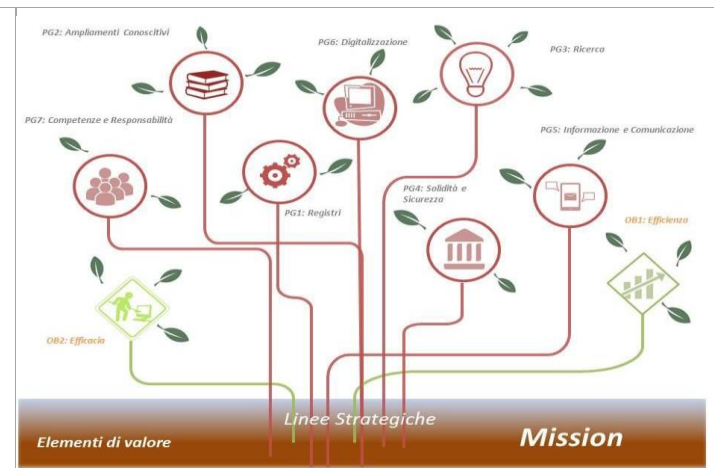 PG2: Ampliamenti Conoscitivi
PG6: Digitalizzazione
PG3: Ricerca
PG7: Competenze e Responsabilità
PG5: Informazione e Comunicazione
PG4: Solidità e
Sicurezza
PG1: Registri
OB1: Efficienza
OB2: Efficacia
Linee Strategiche
Elementi di valore
Mission